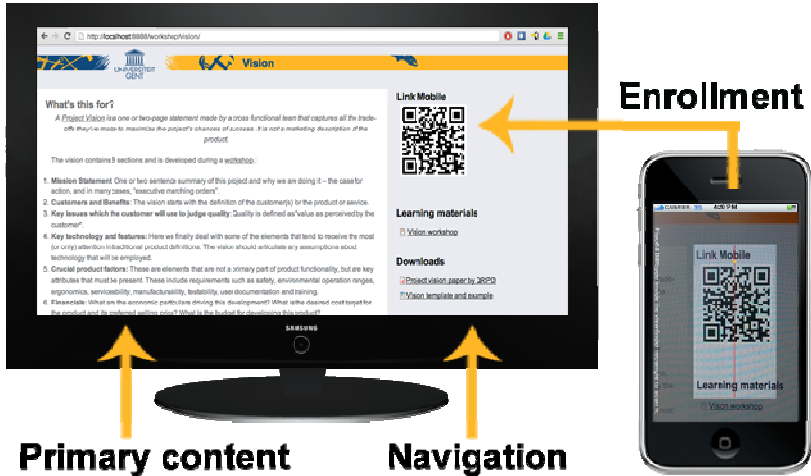 http://localhost:8888/workshop/vision/
UNIVERSITEIT
GENT
Vision
What's this for?
A Project Vision is one or two-page statement made by a cross functional team that captures all the trade-
offs they've made to maximize the project's chances of success. It is not a marketing description of the
product.
The vision contains 8 sections and is developed during a workshop:
1. Mission Statement One or two sentence summary of this project and why we are doing it – the case for
action, and in many cases, "executive marching orders".
2. Customers and Benefits: The vision starts with the definition of the customer(s) for the product or service.
3. Key issues which the customer will use to judge quality: Quality is defined as "value as perceived by the
customer".
4. Key technology and features: Here we finally deal with some of the elements that tend to receive the most
(or only) attention in traditional product definitions. The vision should articulate any assumptions about
technology that will be employed.
5. Crucial product factors: These are elements that are not a primary part of product functionality, but are key
attributes that must be present. These include requirements such as safety, environmental operation ranges,
ergonomics, serviceability, manufacturability, testability, user documentation and training.
6. Financials: What are the economic particulars driving this development? What is the desired cost target for
the product and its preferred selling price? What is the budget for developing this product?
Link Mobile
Learning materials
Vision workshop
Downloads
Project vision paper by DRPD
Vision template and example
SAMSUNG
Enrollment
4:20 PM
Link Mobile
Learning materials
Vision workshop
Primary content
Navigation